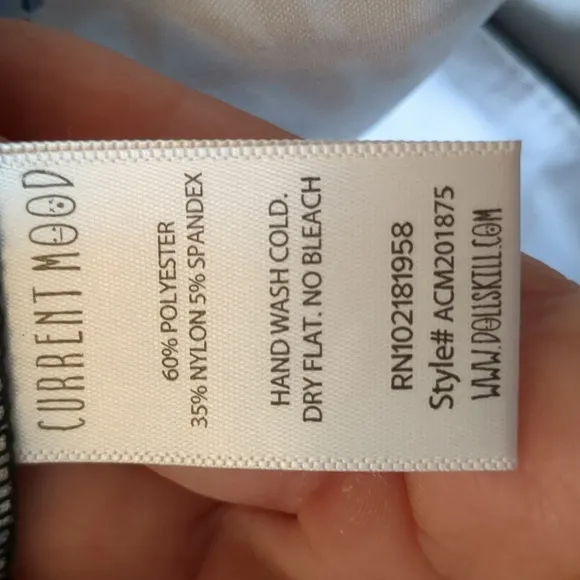 CURRENT MOOD
60% POLYESTER
35% NYLON 5% SPANDEX
HAND WASH COLD.
DRY FLAT. NO BLEACH
RN102181958
Style# ACM201875
WWW.DOLLSKILL.COM